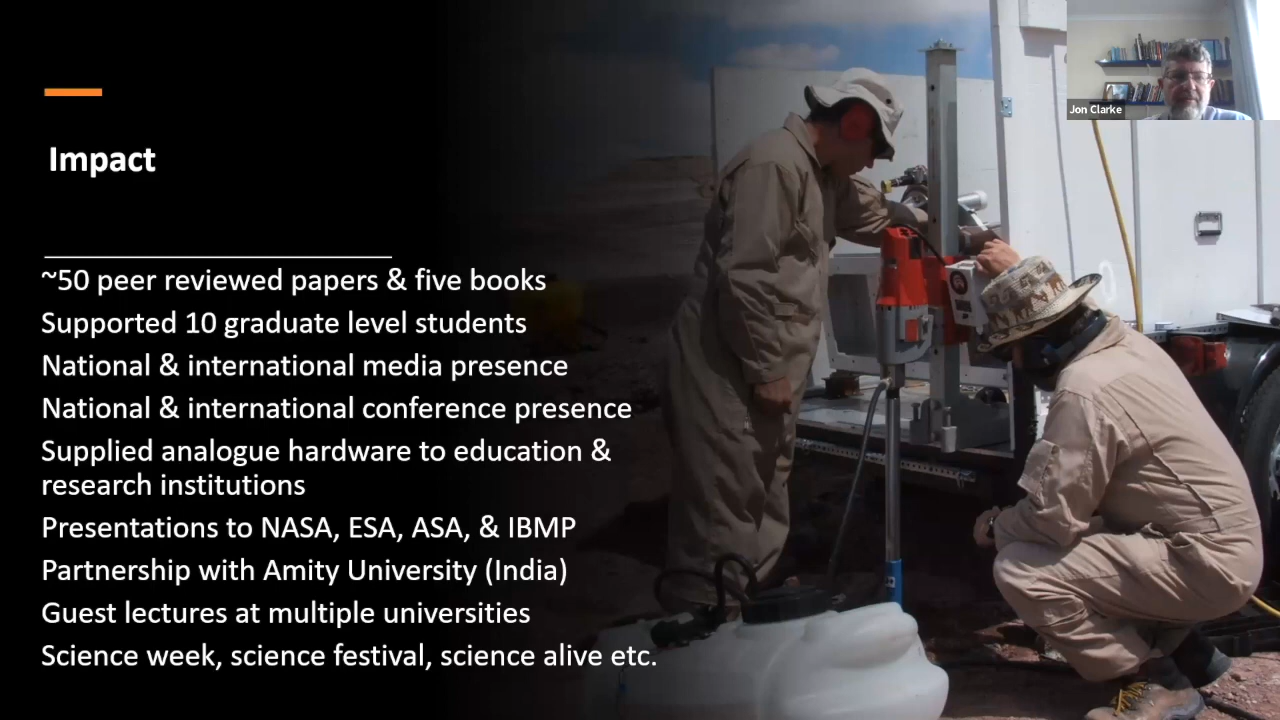 Impact
~50 peer reviewed papers & five books
Supported 10 graduate level students
National & international media presence
National & international conference presence
Supplied analogue hardware to education &
research institutions
Presentations to NASA, ESA, ASA, & IBMP
Partnership with Amity University (India)
Guest lectures at multiple universities
Science week, science festival, science alive etc.
Jon Clarke